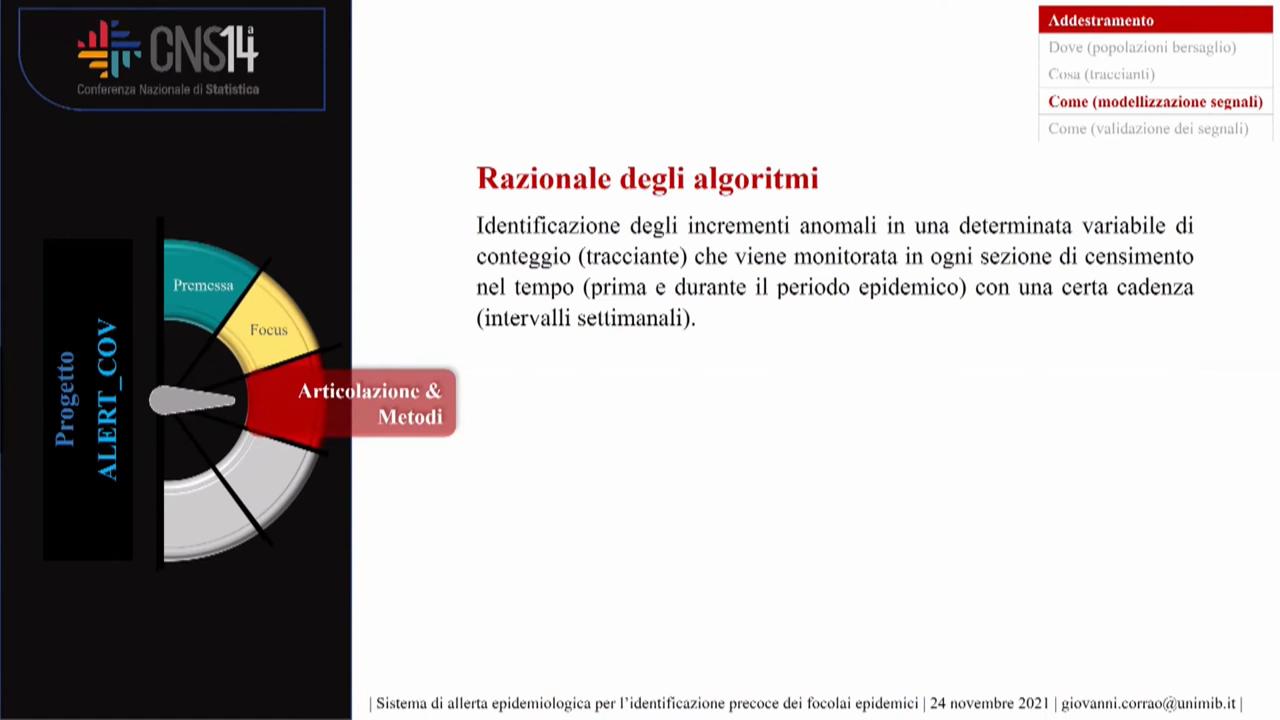 CNS14ª
Conferenza Nazionale di Statistica
Addestramento
Dove (popolazioni bersaglio)
Cosa (traccianti)
Come (modellizzazione segnali)
Come (validazione dei segnali)
Razionale degli algoritmi
Identificazione degli incrementi anomali in una determinata variabile di
conteggio (tracciante) che viene monitorata in ogni sezione di censimento
nel tempo (prima e durante il periodo epidemico) con una certa cadenza
(intervalli settimanali).
Progetto
ALERT_COV
Premessa
Focus
Articolazione &
Metodi
| Sistema di allerta epidemiologica per l'identificazione precoce dei focolai epidemici | 24 novembre 2021 | giovanni.corrao@unimib.it |